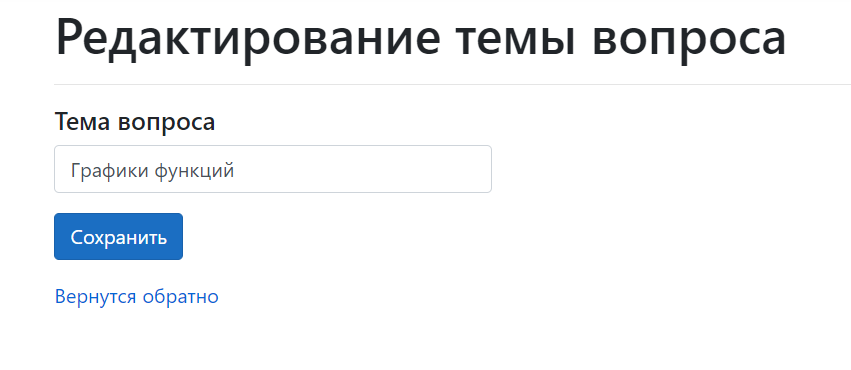 Редактирование темы вопроса
Тема вопроса
Графики функций
Сохранить
Вернутся обратно